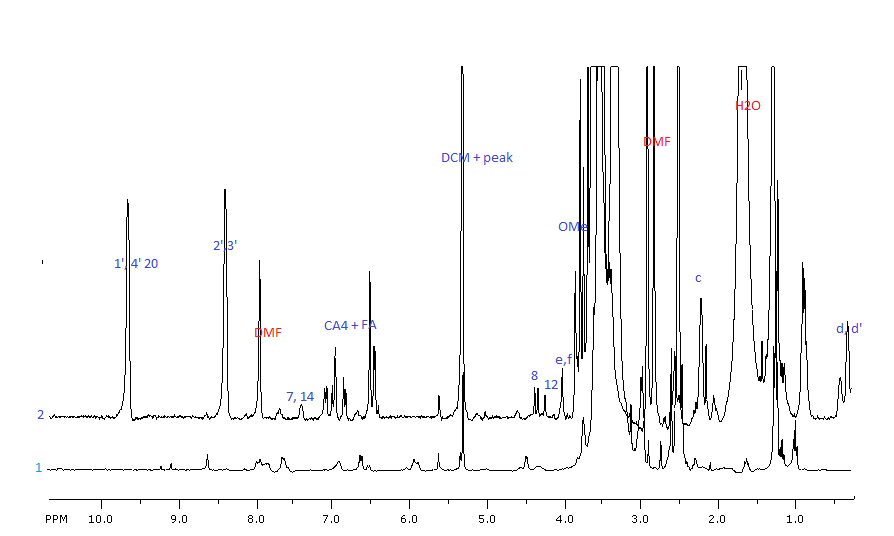 H2O
DMF
DCM + peak
OMe
2',3'
1', 4' 20
c
CA4 + FA
d, d'
DMF
e,f
8
12
7, 14
2
1
PPM 10.0 9.0 8.0 7.0 6.0 5.0 4.0 3.0 2.0 1.0